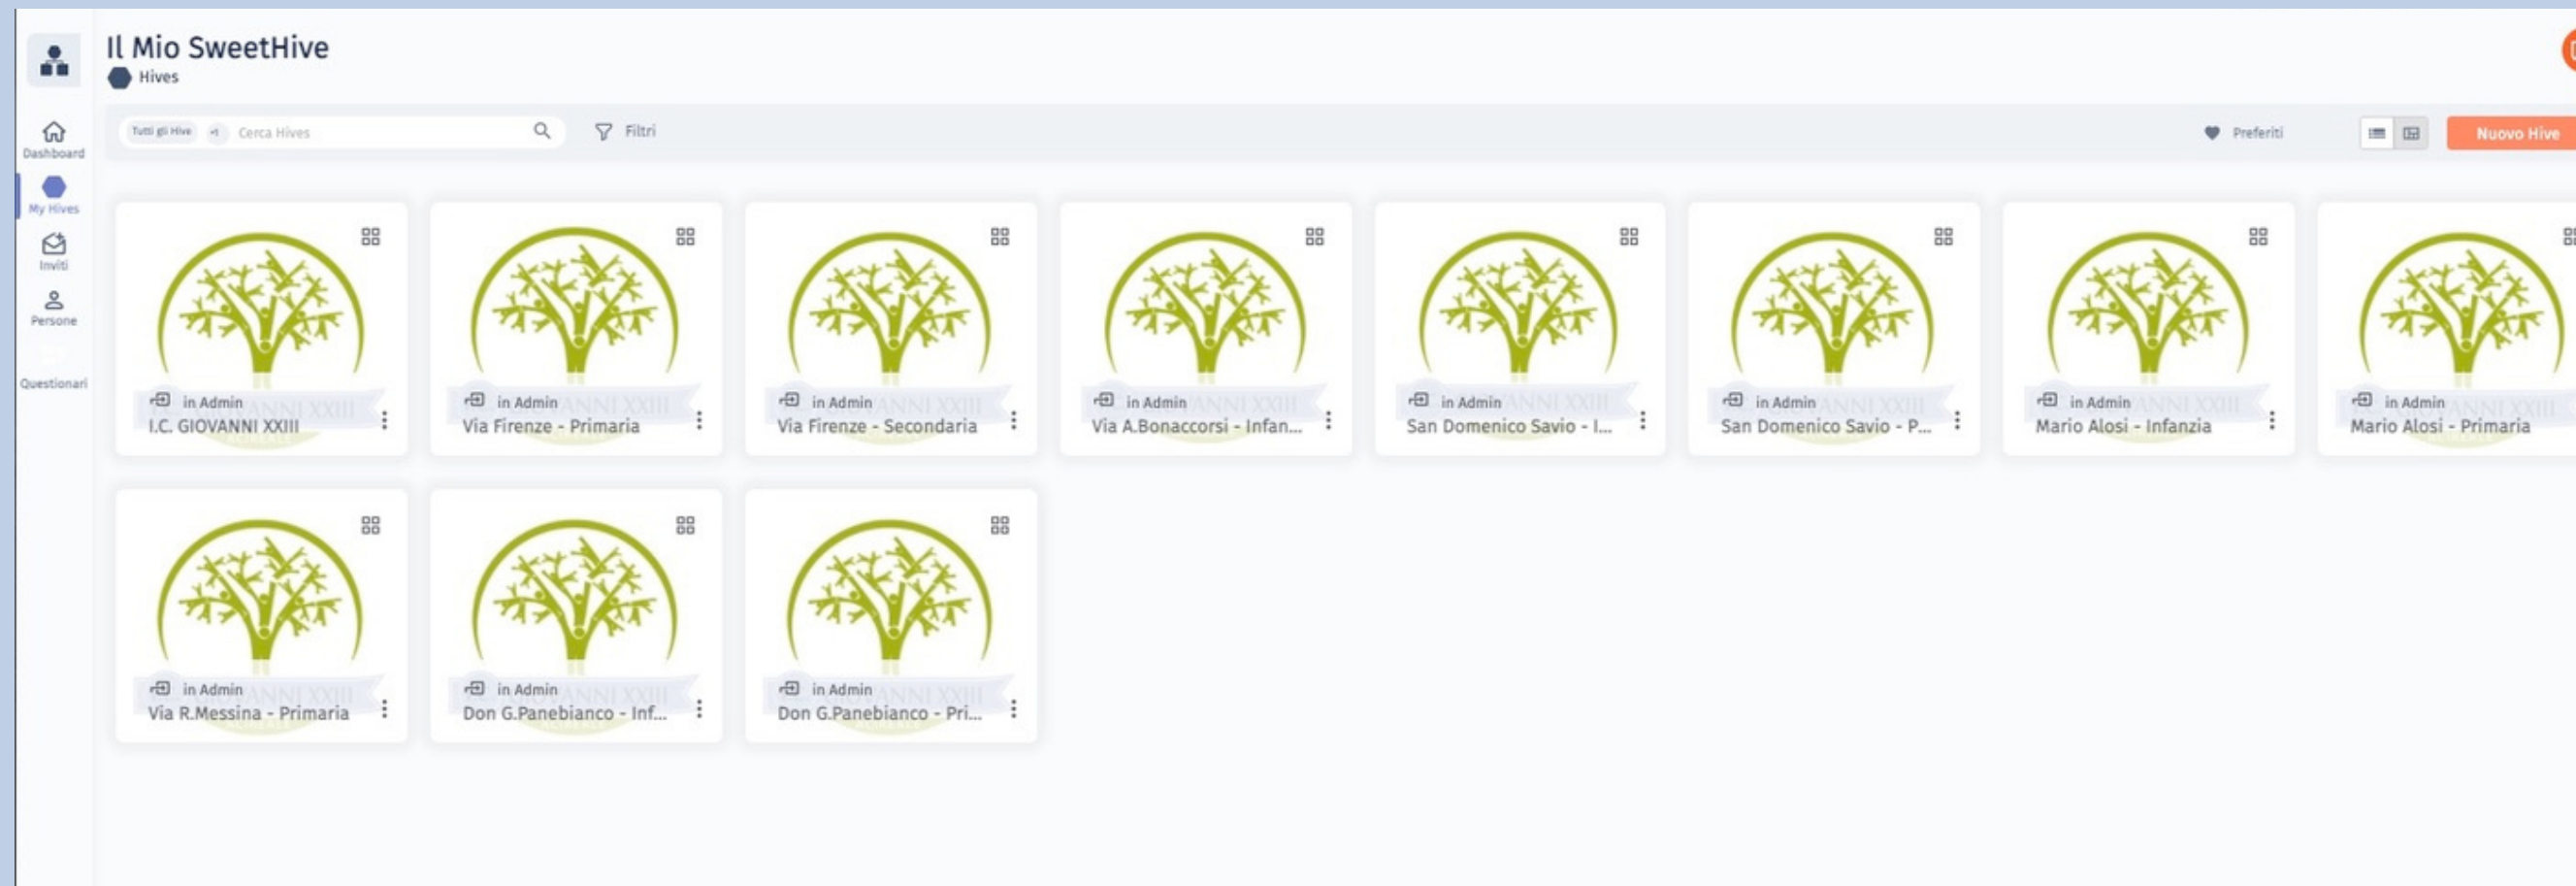 Il Mio SweetHive
Hives
Tutti gli Hive +1 Cerca Hives
Filtri
Preferiti
Nuovo Hive
Dashboard
My Hives
Inviti
Persone
Questionari
in Admin
I.C. GIOVANNI XXIII
in Admin
Via Firenze - Primaria
in Admin
Via Firenze - Secondaria
in Admin
Via A.Bonaccorsi - Infan...
in Admin
San Domenico Savio - I...
in Admin
San Domenico Savio - P...
in Admin
Mario Alosi - Infanzia
in Admin
Mario Alosi - Primaria
in Admin
Via R.Messina - Primaria
in Admin
Don G.Panebianco - Inf...
in Admin
Don G.Panebianco - Pri...